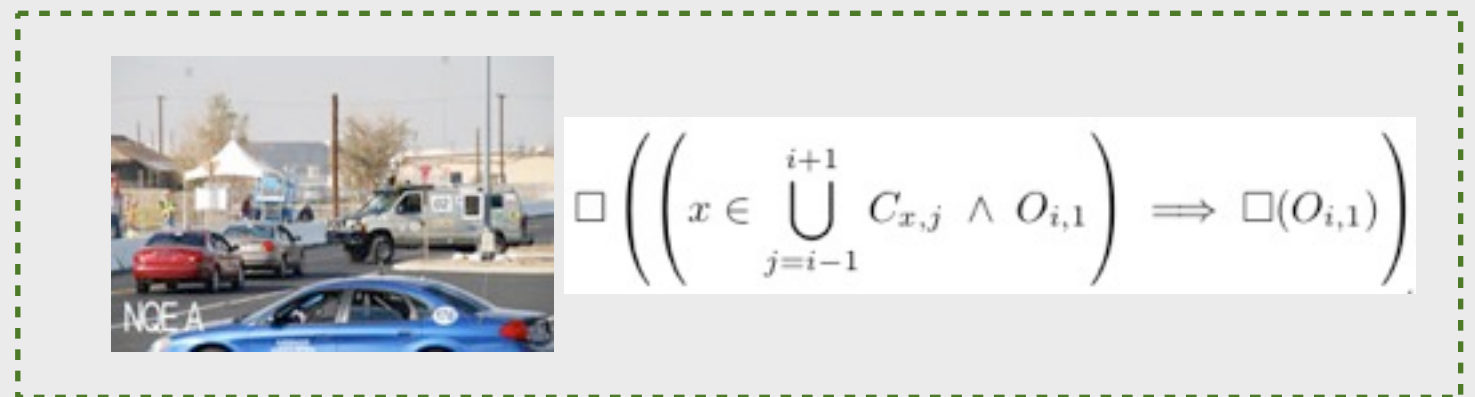 NQE A
□ ( ( x ∈ ⋃_{j=i−1}^{i+1} C_{x,j} ∧ O_{i,1} ) ⟹ □(O_{i,1}) )